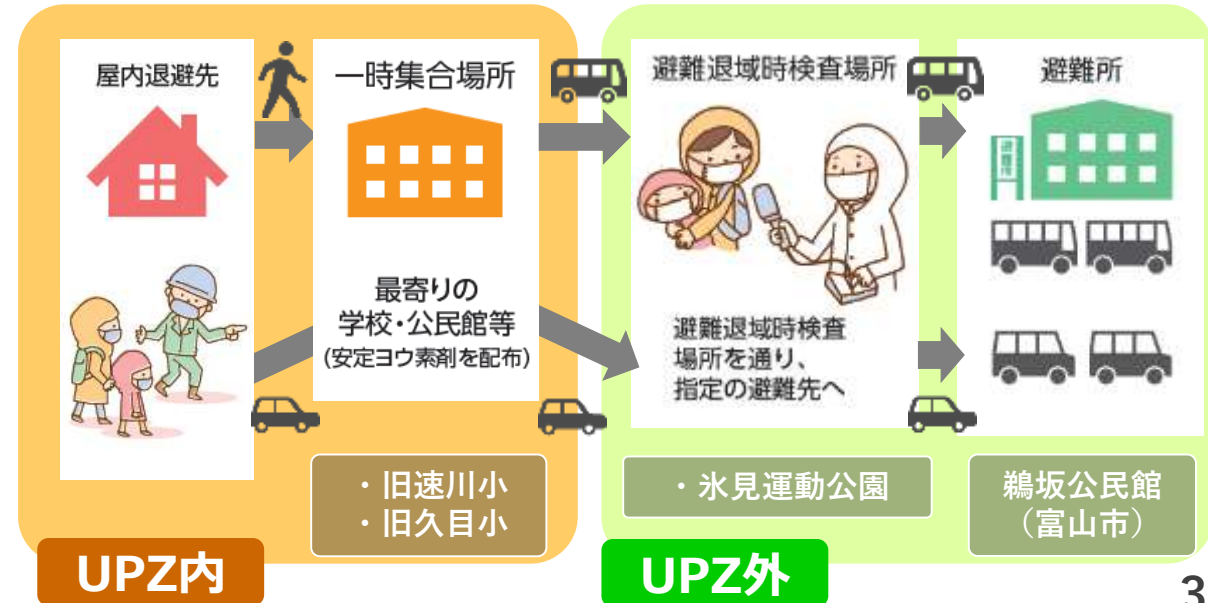 屋内退避先
一時集合場所
最寄りの
学校・公民館等
(安定ヨウ素剤を配布)
・旧速川小
・旧久目小
UPZ内
避難退域時検査場所
避難退域時検査
場所を通り、
指定の避難先へ
・氷見運動公園
避難所
避難所
鵜坂公民館
（富山市）
UPZ外
3